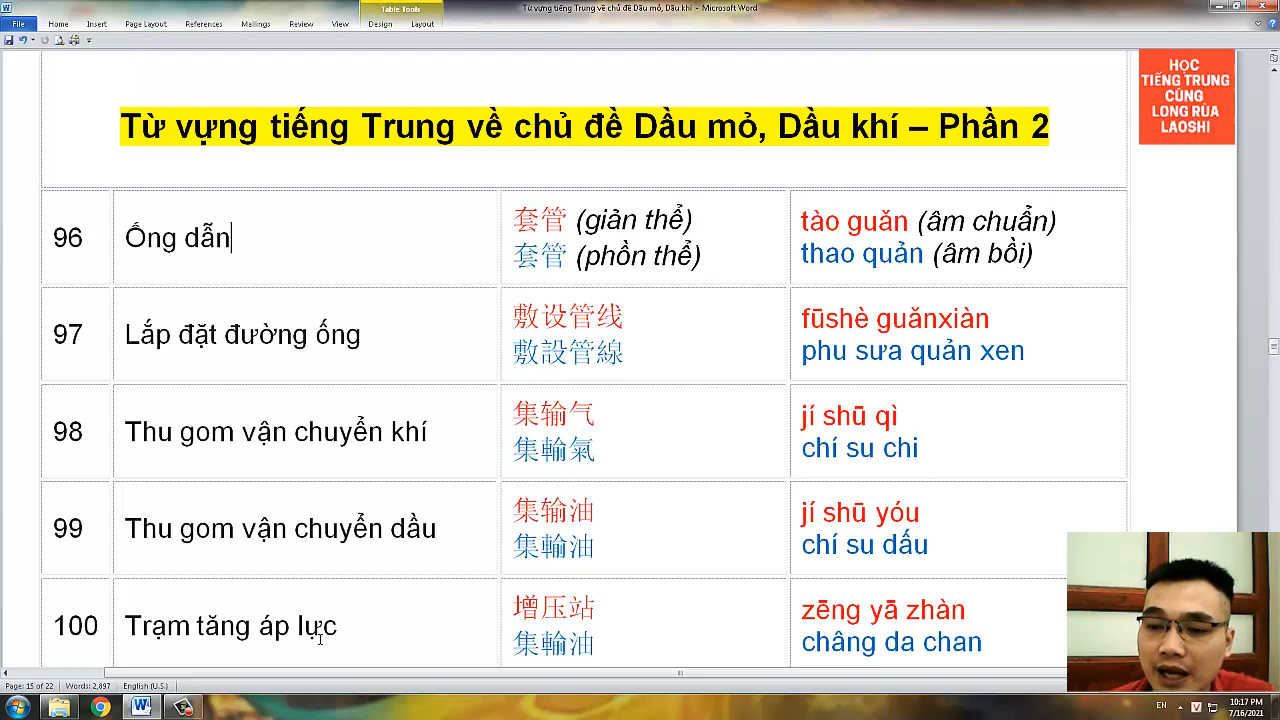 Table Tools
Từ vựng tiếng Trung về chủ đề Dầu mỏ, Dầu khí - Microsoft Word
File Home Insert Page Layout References Mailings Review View Design Layout
HỌC
TIẾNG TRUNG
CÙNG
LONG RÙA
LAOSHI
Từ vựng tiếng Trung về chủ đề Dầu mỏ, Dầu khí – Phần 2
96 Ống dẫn 套管 (giản thể) tào guǎn (âm chuẩn)
套管 (phồn thể) thao quản (âm bồi)
97 Lắp đặt đường ống 敷设管线 fūshè guǎnxiàn
敷設管線 phu sưa quản xen
98 Thu gom vận chuyển khí 集输气 jí shū qì
集輸氣 chí su chi
99 Thu gom vận chuyển dầu 集输油 jí shū yóu
集輸油 chí su dấu
100 Trạm tăng áp lực 增压站 zēng yā zhàn
集輸油 châng da chan
Page: 15 of 22 Words: 2,897 English (U.S.)
EN 10:17 PM
7/16/2021